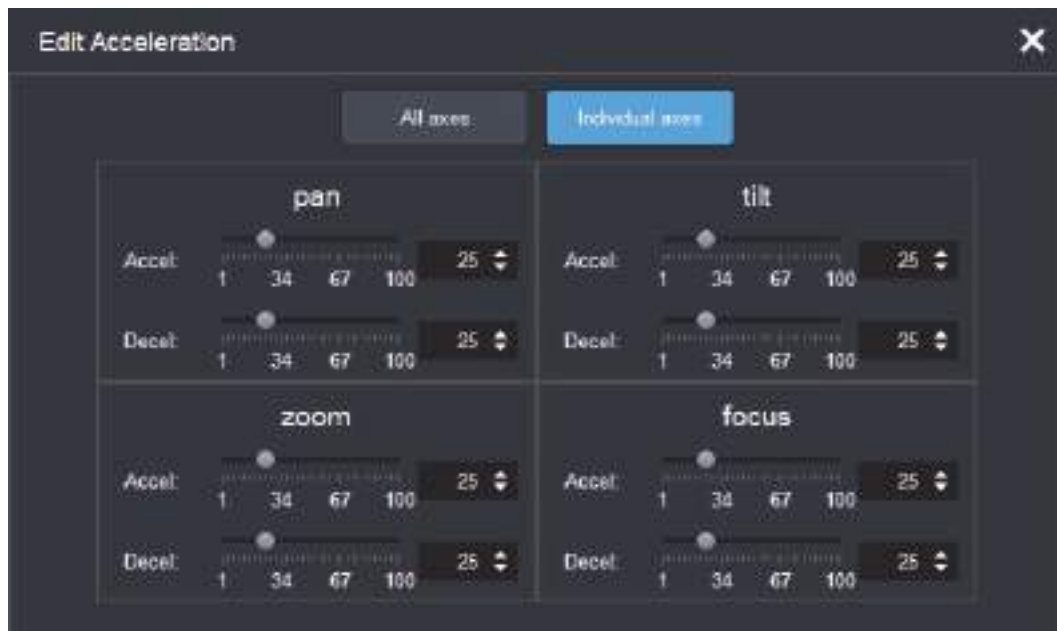 Edit Acceleration
All axes
Individual axes
pan
tilt
Accel:
25
1 34 67 100
Accel:
25
1 34 67 100
Decel:
25
1 34 67 100
Decel:
25
1 34 67 100
zoom
focus
Accel:
25
1 34 67 100
Accel:
25
1 34 67 100
Decel:
25
1 34 67 100
Decel:
25
1 34 67 100